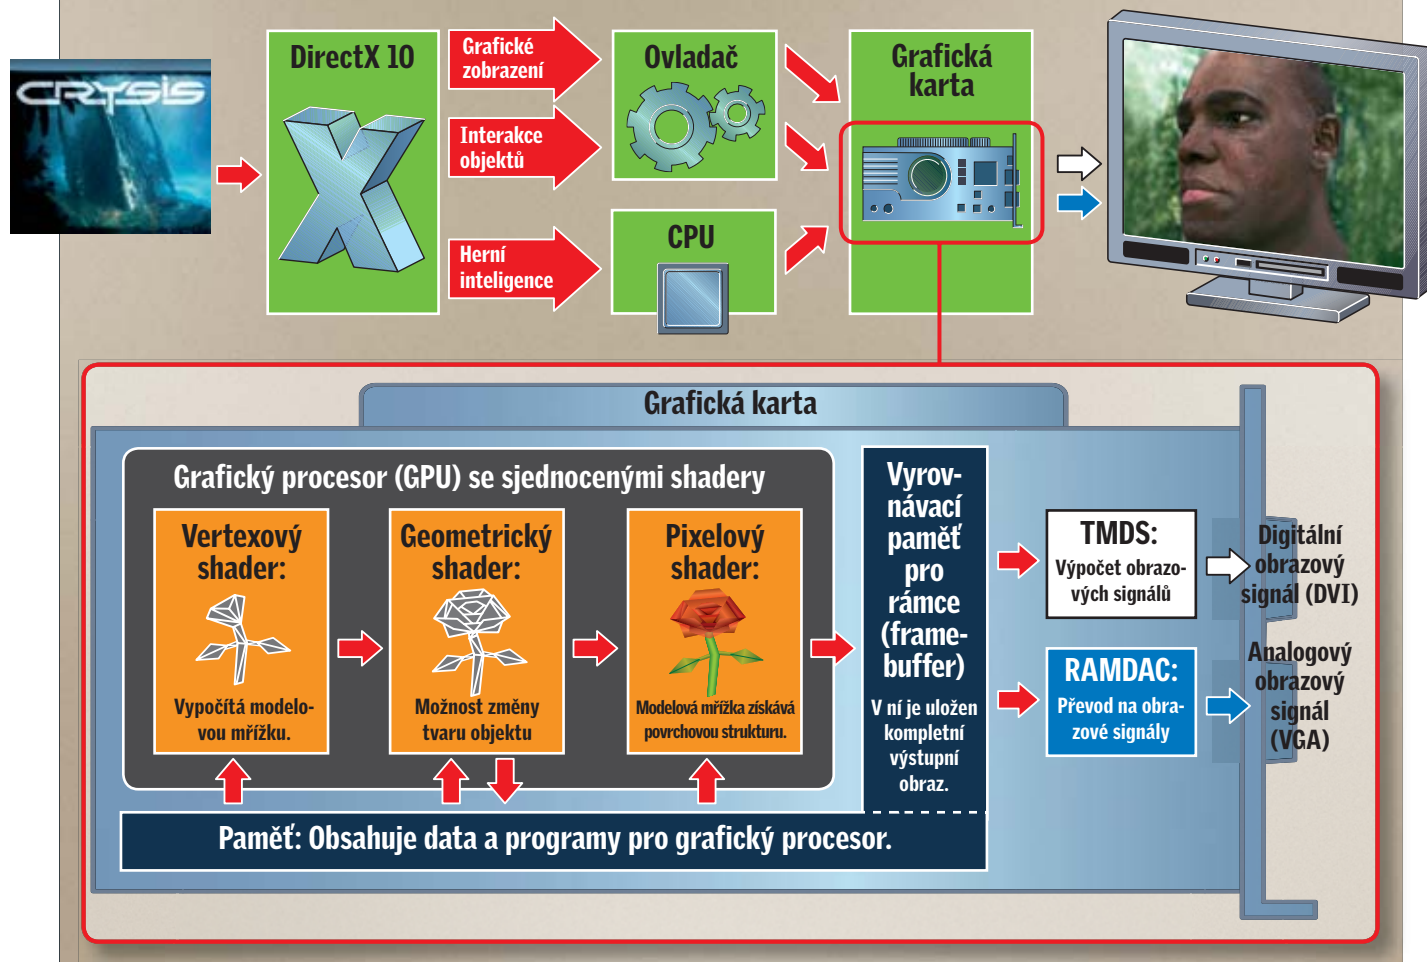 CRYSIS
DirectX 10
Grafické
zobrazení
Interakce
objektů
Herní
inteligence
Ovladač
CPU
Grafická
karta
Grafická karta
Grafický procesor (GPU) se sjednocenými shadery
Vertexový
shader:
Vypočítá modelo-
vou mřížku.
Geometrický
shader:
Možnost změny
tvaru objektu
Pixelový
shader:
Modelová mřížka získává
povrchovou strukturu.
Vyrov-
návací
paměť
pro
rámce
(frame-
buffer)
V ní je uložen
kompletní
výstupní
obraz.
TMDS:
Výpočet obrazo-
vých signálů
Digitální
obrazový
signál (DVI)
RAMDAC:
Převod na obra-
zové signály
Analogový
obrazový
signál
(VGA)
Paměť: Obsahuje data a programy pro grafický procesor.